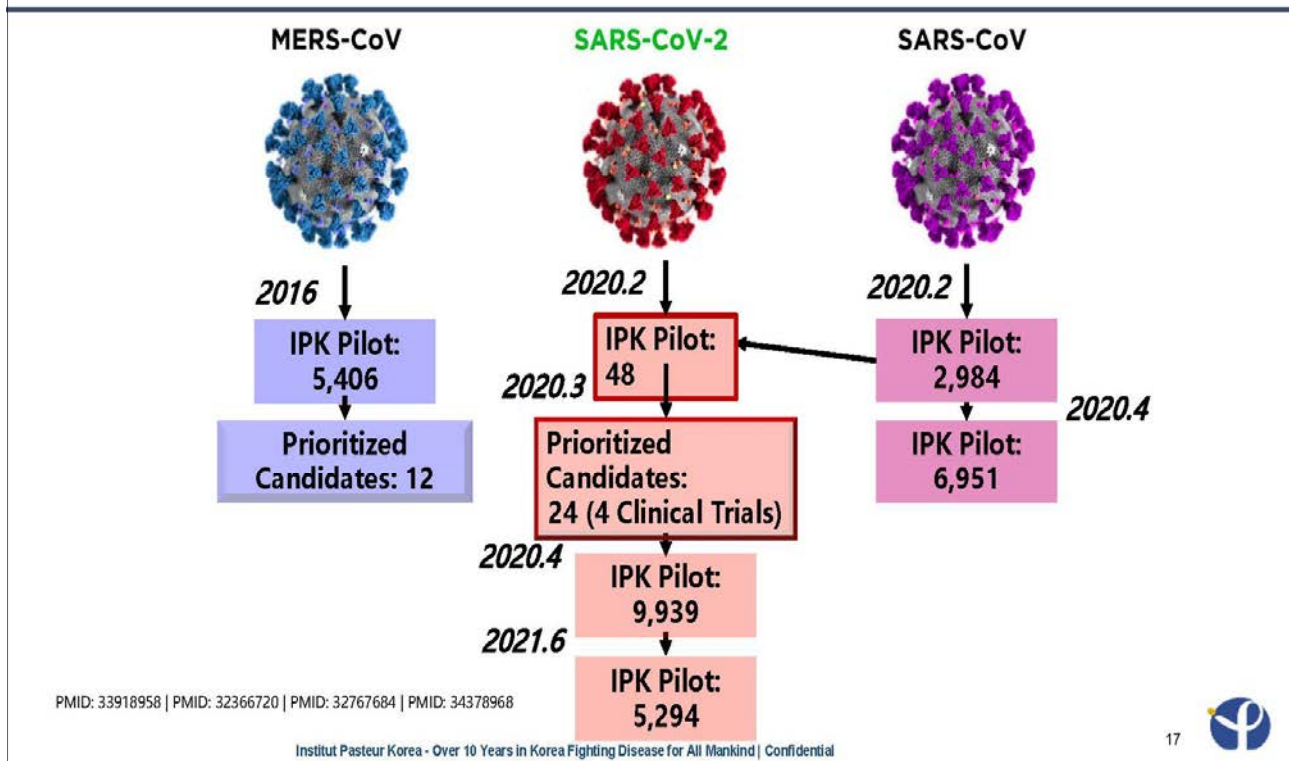 MERS-CoV
SARS-CoV-2
SARS-CoV
2016
2020.2
2020.2
IPK Pilot:
5,406
IPK Pilot:
48
IPK Pilot:
2,984
2020.3
2020.4
Prioritized
Candidates: 12
Prioritized
Candidates:
24 (4 Clinical Trials)
IPK Pilot:
6,951
2020.4
IPK Pilot:
9,939
2021.6
IPK Pilot:
5,294
PMID: 33918958 | PMID: 32366720 | PMID: 32767684 | PMID: 34378968
Institut Pasteur Korea - Over 10 Years in Korea Fighting Disease for All Mankind | Confidential
17